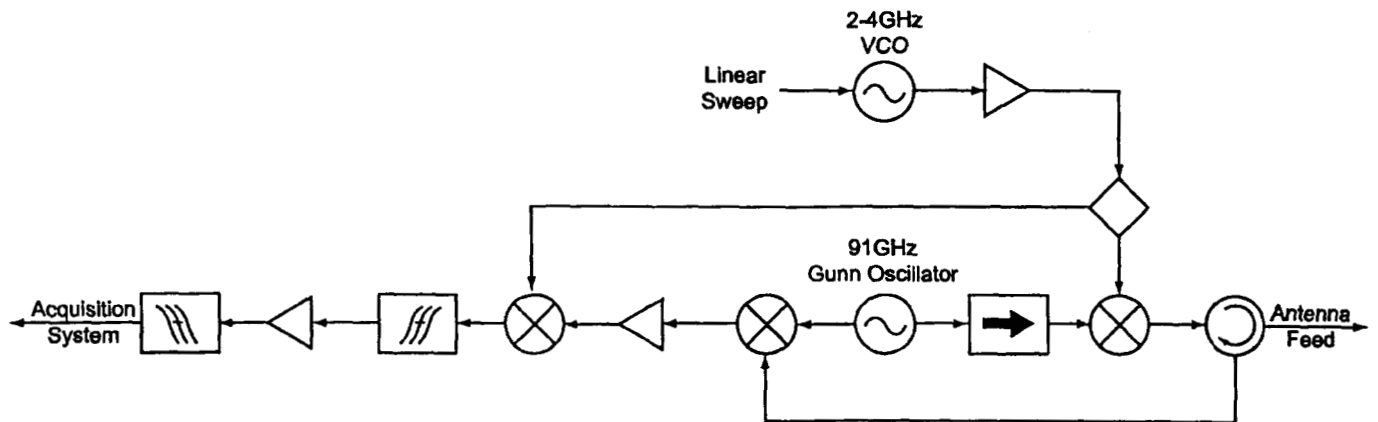 2-4GHz
VCO
Linear
Sweep
91GHz
Gunn Oscillator
Acquisition
System
Antenna
Feed